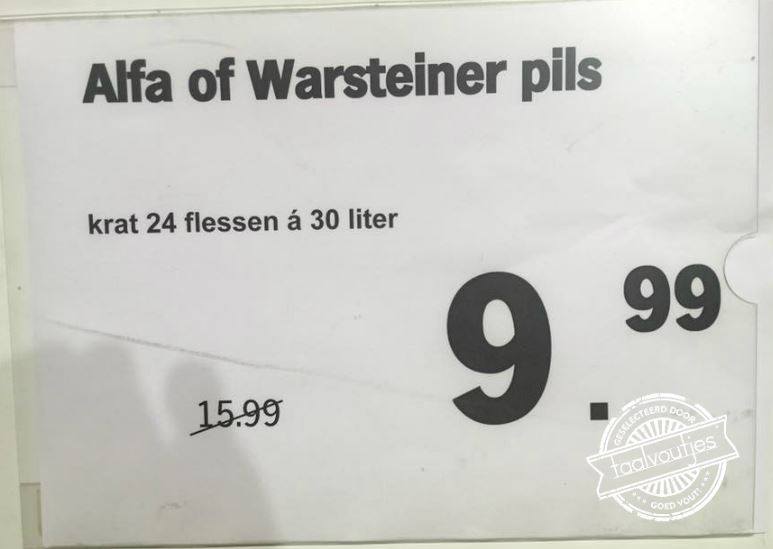 Alfa of Warsteiner pils
krat 24 flessen á 30 liter
9.99
15.99
GESELECTEERD DOOR
taalvoutjes
GOED VOUT!